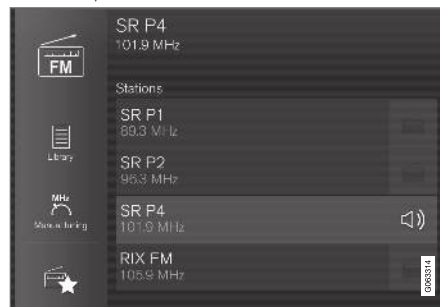 SR P4
101.9 MHz
FM
Stations
SR P1
89.3 MHz
Library
SR P2
96.3 MHz
MHz
Manual tuning
SR P4
101.9 MHz
RIX FM
105.9 MHz
G063314